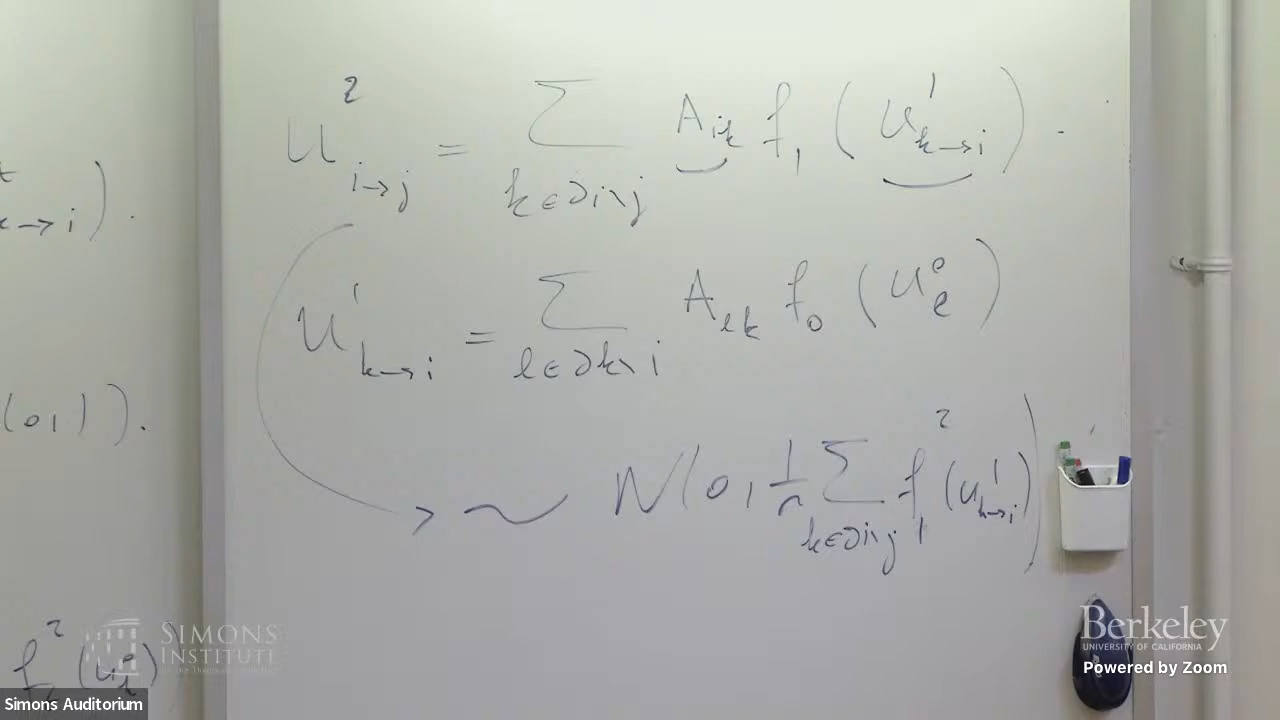 u^2_{i→j} = Σ_{k∈∂i\j} A_{ik} f_1 (u^1_{k→i}) .
k→i) .
u^1_{k→i} = Σ_{l∈∂k\i} A_{lk} f_0 (u^0_l)
(0,1)) .
~ N(0, 1/n Σ_{k∈∂i\j} f_1^2 (u^1_{k→i}))
SIMONS
INSTITUTE
Berkeley
UNIVERSITY OF CALIFORNIA
Powered by Zoom
Simons Auditorium